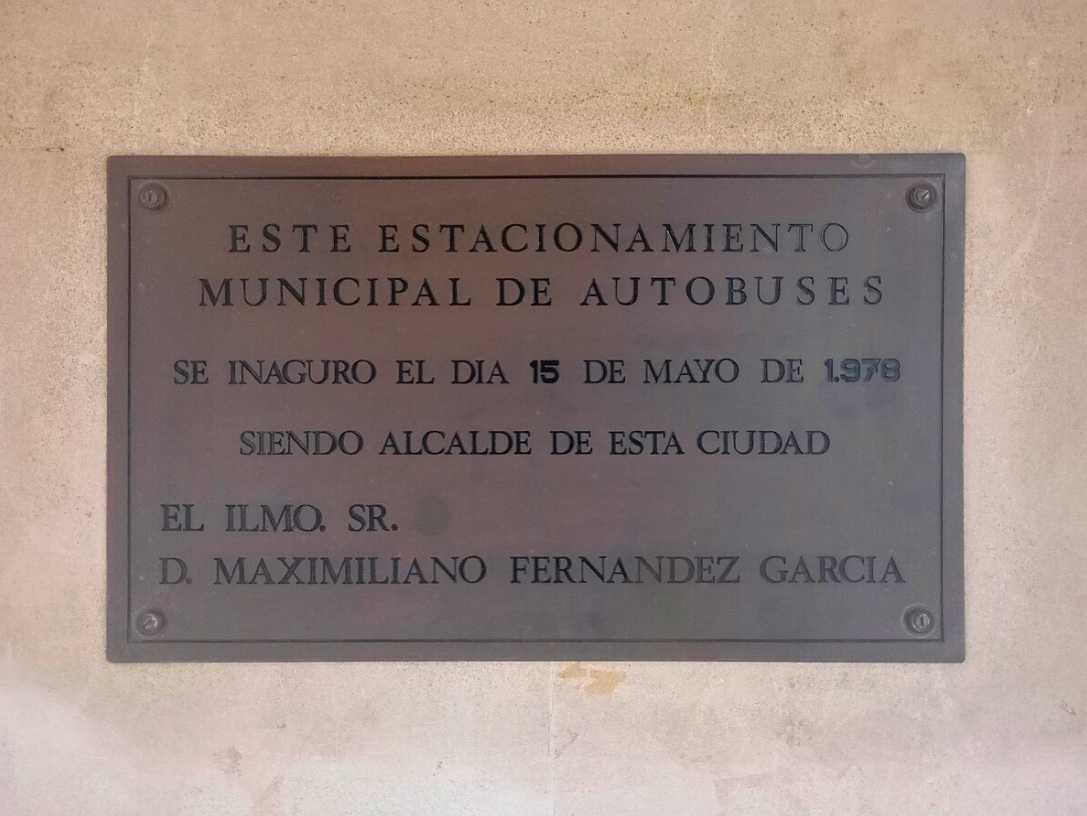 ESTE ESTACIONAMIENTO
MUNICIPAL DE AUTOBUSES
SE INAGURO EL DIA 15 DE MAYO DE 1.978
SIENDO ALCALDE DE ESTA CIUDAD
EL ILMO. SR.
D. MAXIMILIANO FERNANDEZ GARCIA